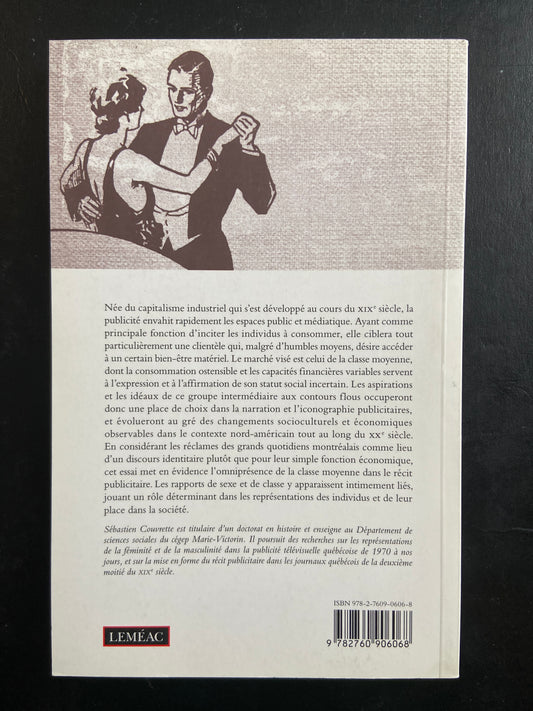 Née du capitalisme industriel qui s'est développé au cours du XIXe siècle, la
publicité envahit rapidement les espaces public et médiatique. Ayant comme
principale fonction d'inciter les individus à consommer, elle ciblera tout
particulièrement une clientèle qui, malgré d'humbles moyens, désire accéder
à un certain bien-être matériel. Le marché visé est celui de la classe moyenne,
dont la consommation ostensible et les capacités financières variables servent
à l'expression et à l'affirmation de son statut social incertain. Les aspirations
et les idéaux de ce groupe intermédiaire aux contours flous occuperont
donc une place de choix dans la narration et l'iconographie publicitaires,
et évolueront au gré des changements socioculturels et économiques
observables dans le contexte nord-américain tout au long du XXe siècle.
En considérant les réclames des grands quotidiens montréalais comme lieu
d'un discours identitaire plutôt que pour leur simple fonction économique,
cet essai met en évidence l'omniprésence de la classe moyenne dans le récit
publicitaire. Les rapports de sexe et de classe y apparaissent intimement liés,
jouant un rôle déterminant dans les représentations des individus et de leur
place dans la société.
Sébastien Couvrette est titulaire d'un doctorat en histoire et enseigne au Département de
sciences sociales du cégep Marie-Victorin. Il poursuit des recherches sur les représentations
de la féminité et de la masculinité dans la publicité télévisuelle québécoise de 1970 à nos
jours, et sur la mise en forme du récit publicitaire dans les journaux québécois de la deuxième
moitié du XIXe siècle.
ISBN 978-2-7609-0606-8
LEMÉAC
9 782760 906068